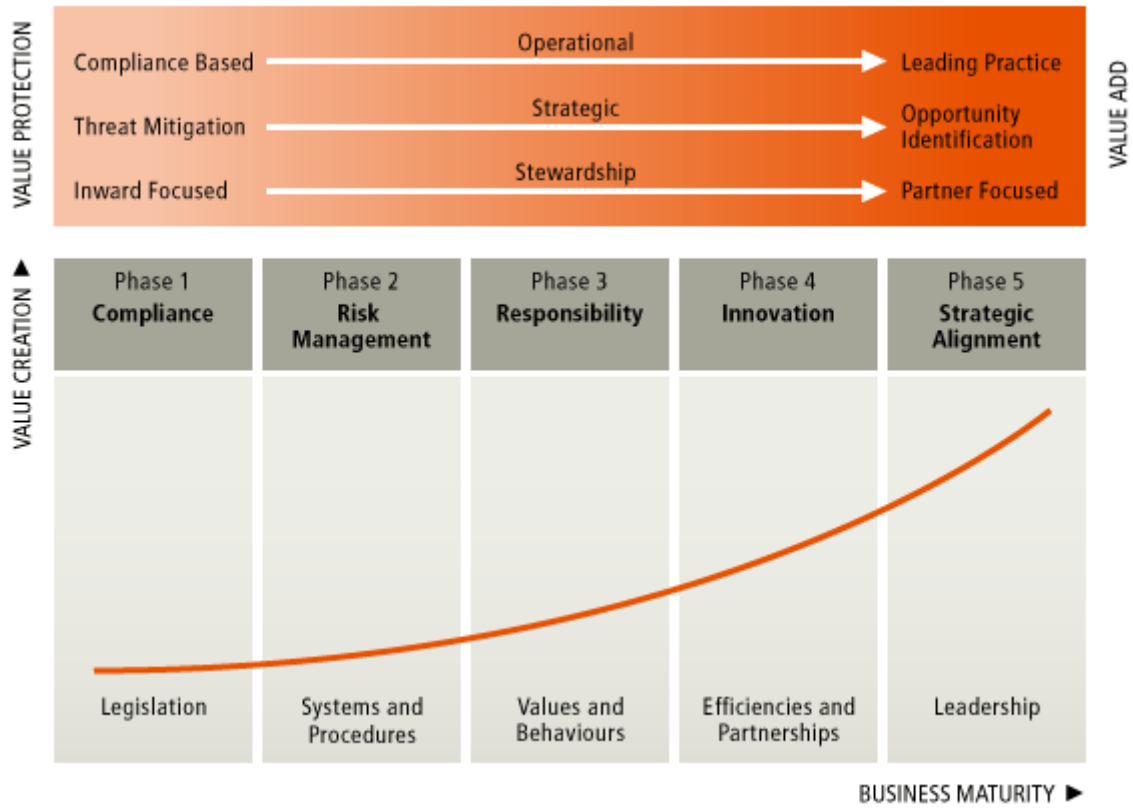 VALUE PROTECTION
Operational
Compliance Based
Leading Practice
Strategic
Threat Mitigation
Opportunity
Identification
Stewardship
Inward Focused
Partner Focused
VALUE ADD
VALUE CREATION ▶
Phase 1
Compliance
Phase 2
Risk
Management
Phase 3
Responsibility
Phase 4
Innovation
Phase 5
Strategic
Alignment
Legislation
Systems and
Procedures
Values and
Behaviours
Efficiencies and
Partnerships
Leadership
BUSINESS MATURITY ▶